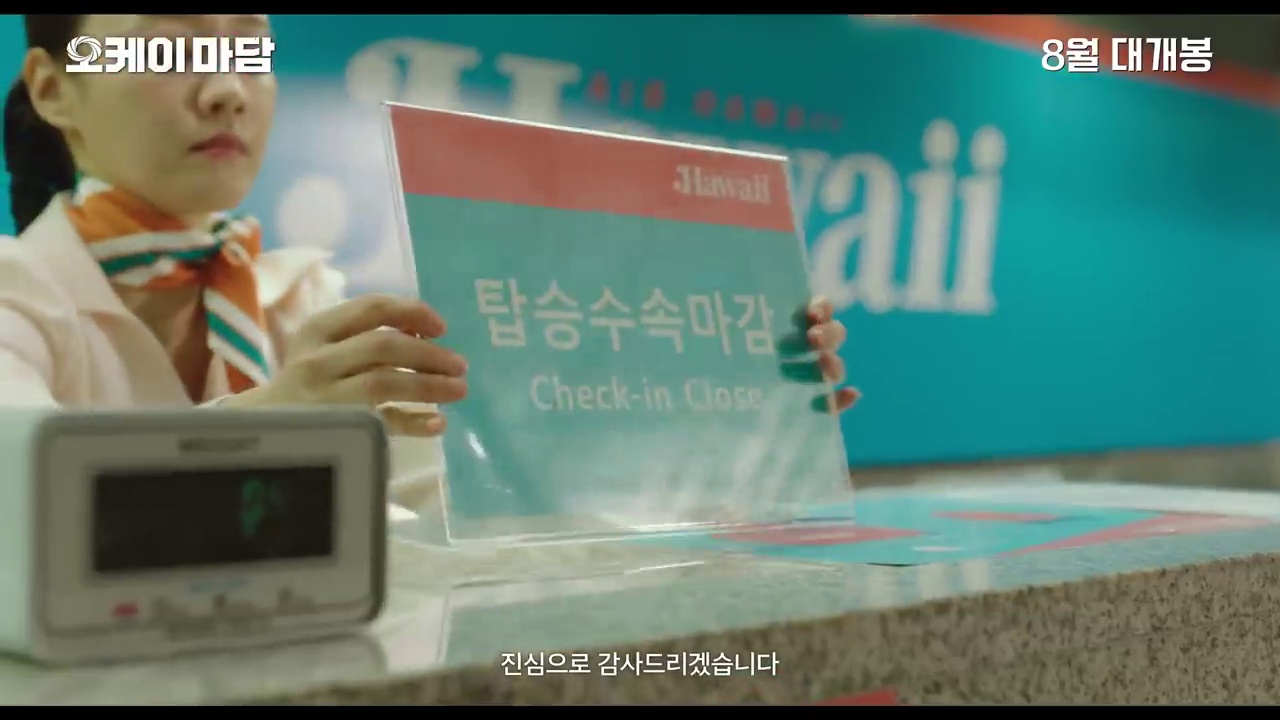 오케이 마담
8월 대개봉
Hawaii
Hawaii
탑승수속마감
Check-in Close
진심으로 감사드리겠습니다